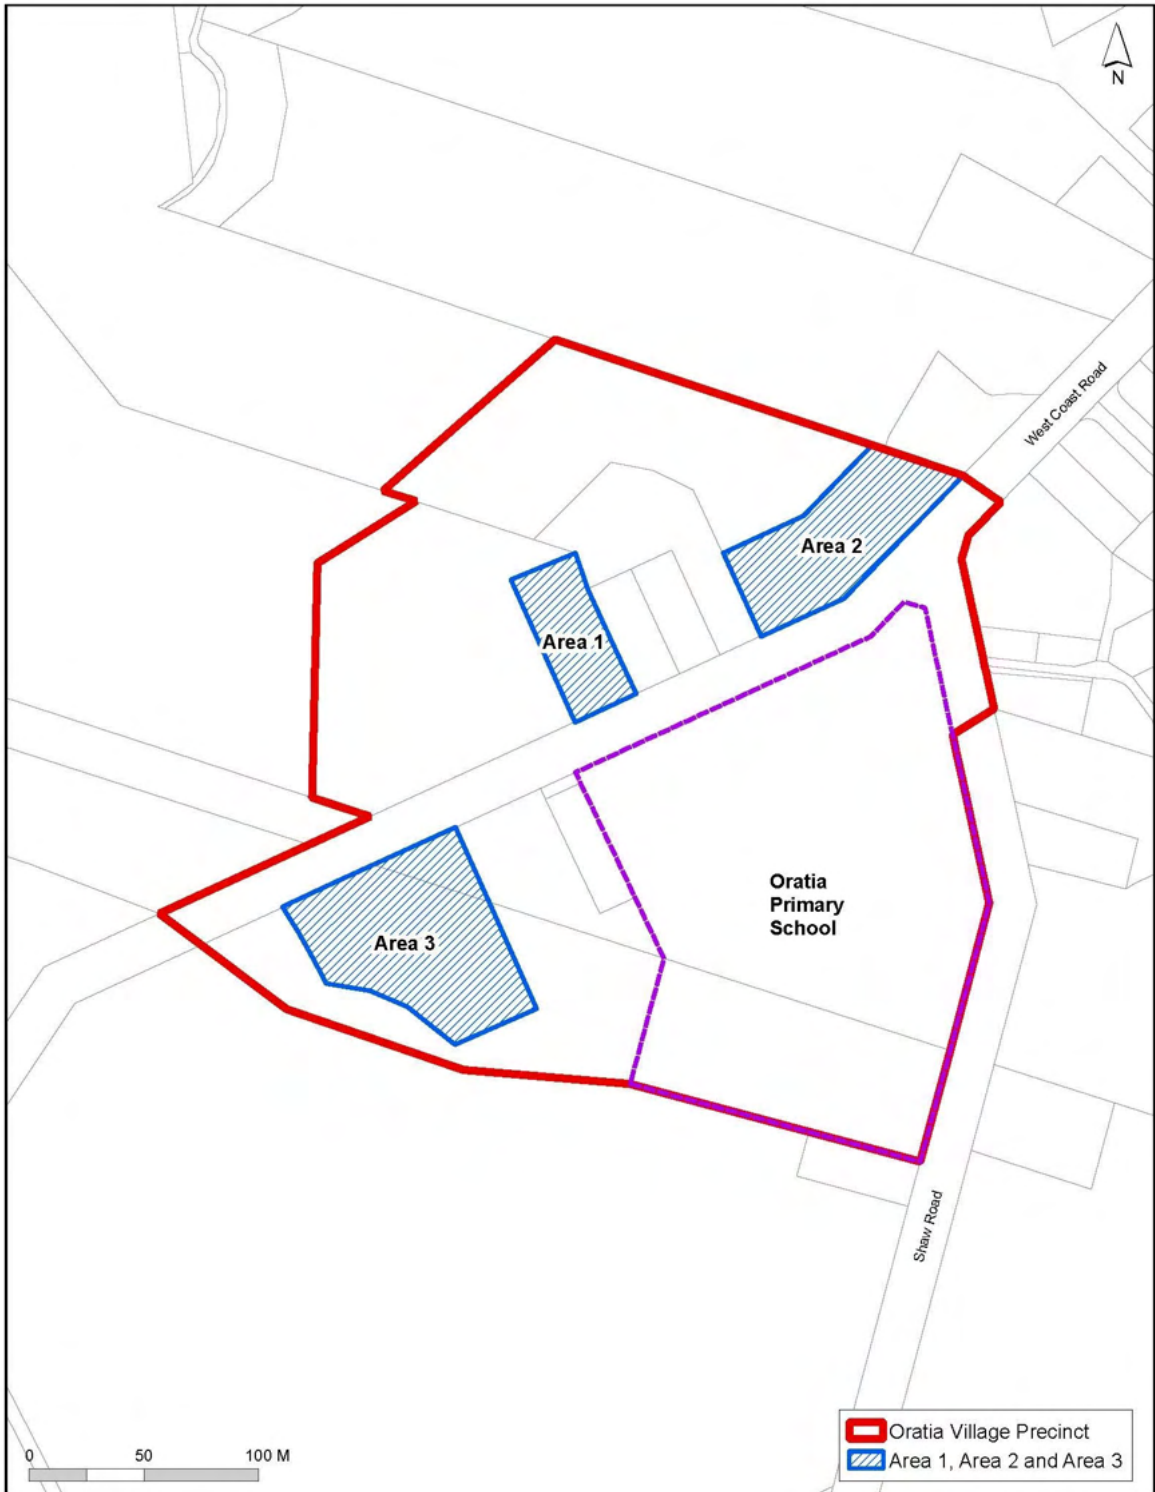 N
West Coast Road
Area 2
Area 1
Oratia
Primary
School
Area 3
Shaw Road
Oratia Village Precinct
Area 1, Area 2 and Area 3
0 50 100 M